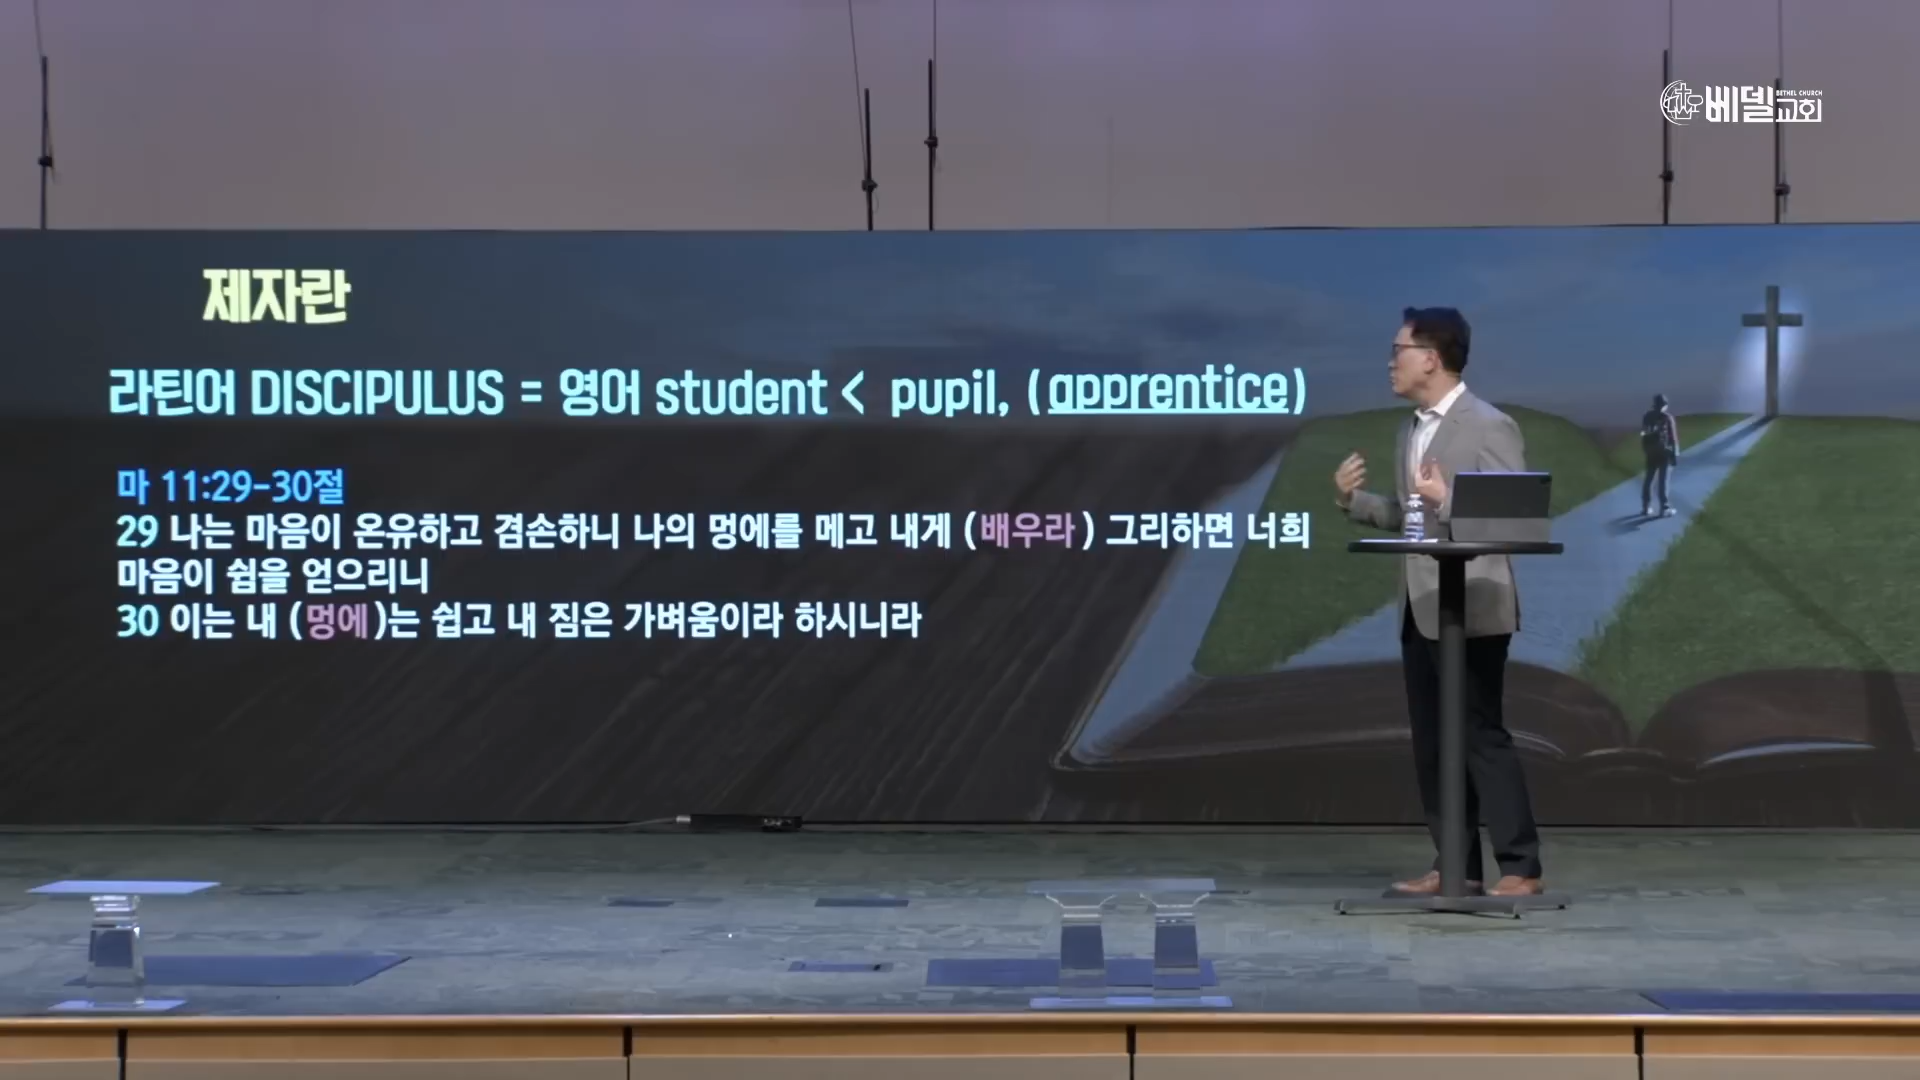 베델교회
BETHEL CHURCH
제자란
라틴어 DISCIPULUS = 영어 student < pupil, (apprentice)
마 11:29-30절
29 나는 마음이 온유하고 겸손하니 나의 멍에를 메고 내게 (배우라) 그리하면 너희
마음이 쉼을 얻으리니
30 이는 내 (멍에)는 쉽고 내 짐은 가벼움이라 하시니라